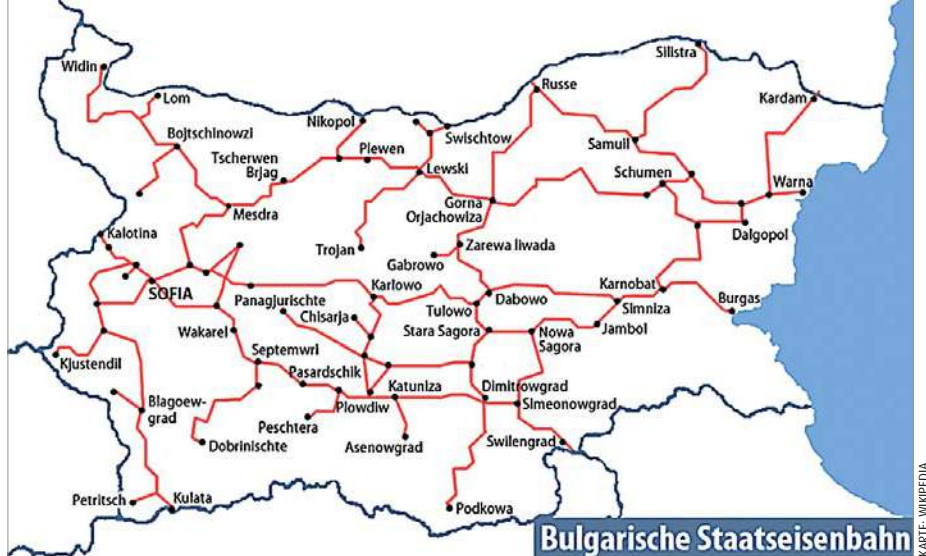 Silistra
Widin
Russe
Lom
Kardam
Nikopol
Swischtow
Bojtschinowzi
Plewen
Samuil
Tscherwen
Brjag
Lewski
Schumen
Warna
Mesdra
Gorna
Orjachowiza
Kalotina
Dalgopol
Trojan
Zarewa liwada
Gabrowo
SOFIA
Karlowo
Dabowo
Karnobat
Panagjurischte
Tulowo
Simniza
Burgas
Chisarja
Wakarel
Stara Sagora
Nowa
Sagora
Jambol
Septemwri
Kjustendil
Pasardschik
Katuniza
Dimitrowgrad
Blagoew-
grad
Plowdiw
Simeonowgrad
Peschtera
Dobrinischte
Asenowgrad
Swilengrad
Petritsch
Kulata
Podkowa
Bulgarische Staatseisenbahn
KARTE: WIKIPEDIA